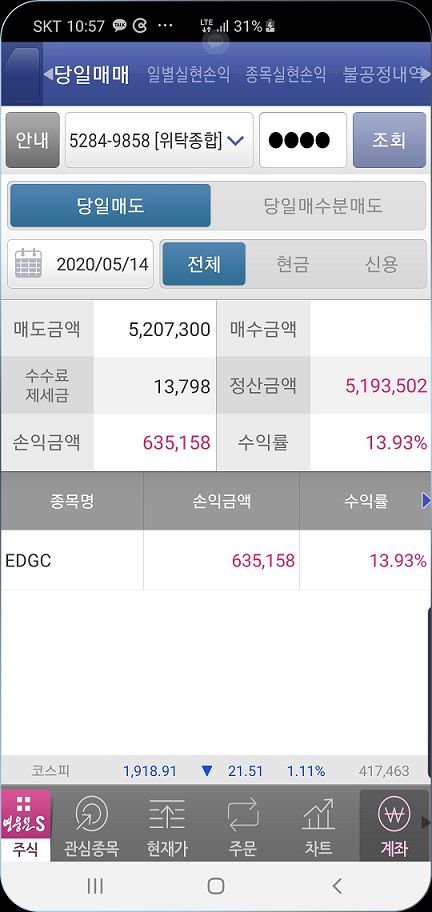 SKT 10:57 TALK ... LTE 31%
당일매매 일별실현손익 종목실현손익 불공정내역
안내 5284-9858 [위탁종합] ●●●● 조회
당일매도 당일매수분매도
2020/05/14 전체 현금 신용
매도금액 5,207,300 매수금액
수수료
제세금 13,798 정산금액 5,193,502
손익금액 635,158 수익률 13.93%
종목명 손익금액 수익률
EDGC 635,158 13.93%
코스피 1,918.91 ▼ 21.51 1.11% 417,463
영웅문S
주식 관심종목 현재가 주문 차트 계좌